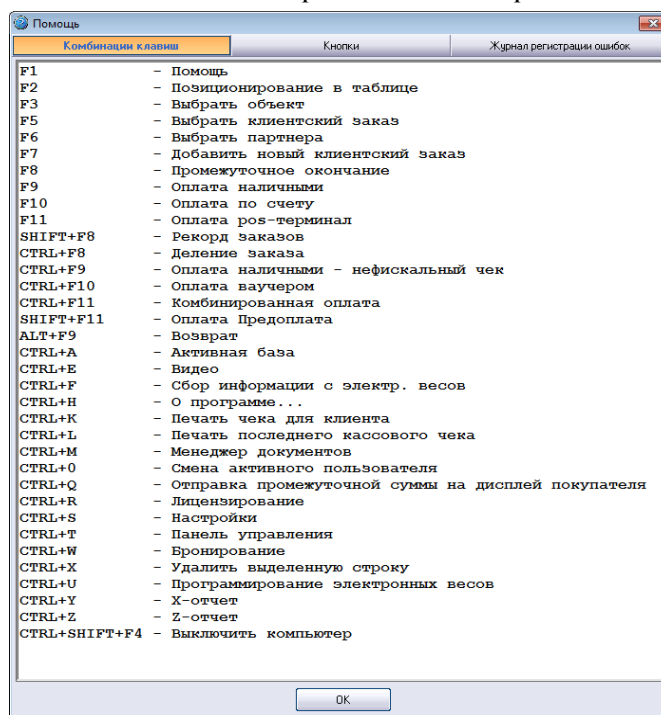 Помощь
Комбинации клавиш Кнопки Журнал регистрации ошибок
F1 - Помощь
F2 - Позиционирование в таблице
F3 - Выбрать объект
F5 - Выбрать клиентский заказ
F6 - Выбрать партнера
F7 - Добавить новый клиентский заказ
F8 - Промежуточное окончание
F9 - Оплата наличными
F10 - Оплата по счету
F11 - Оплата pos-терминал
SHIFT+F8 - Рекорд заказов
CTRL+F8 - Деление заказа
CTRL+F9 - Оплата наличными - нефискальный чек
CTRL+F10 - Оплата ваучером
CTRL+F11 - Комбинированная оплата
SHIFT+F11 - Оплата Предоплата
ALT+F9 - Возврат
CTRL+A - Активная база
CTRL+E - Видео
CTRL+F - Сбор информации с электр. весов
CTRL+H - О программе...
CTRL+K - Печать чека для клиента
CTRL+L - Печать последнего кассового чека
CTRL+M - Менеджер документов
CTRL+0 - Смена активного пользователя
CTRL+Q - Отправка промежуточной суммы на дисплей покупателя
CTRL+R - Лицензирование
CTRL+S - Настройки
CTRL+T - Панель управления
CTRL+W - Бронирование
CTRL+X - Удалить выделенную строку
CTRL+U - Программирование электронных весов
CTRL+Y - X-отчет
CTRL+Z - Z-отчет
CTRL+SHIFT+F4 - Выключить компьютер
OK